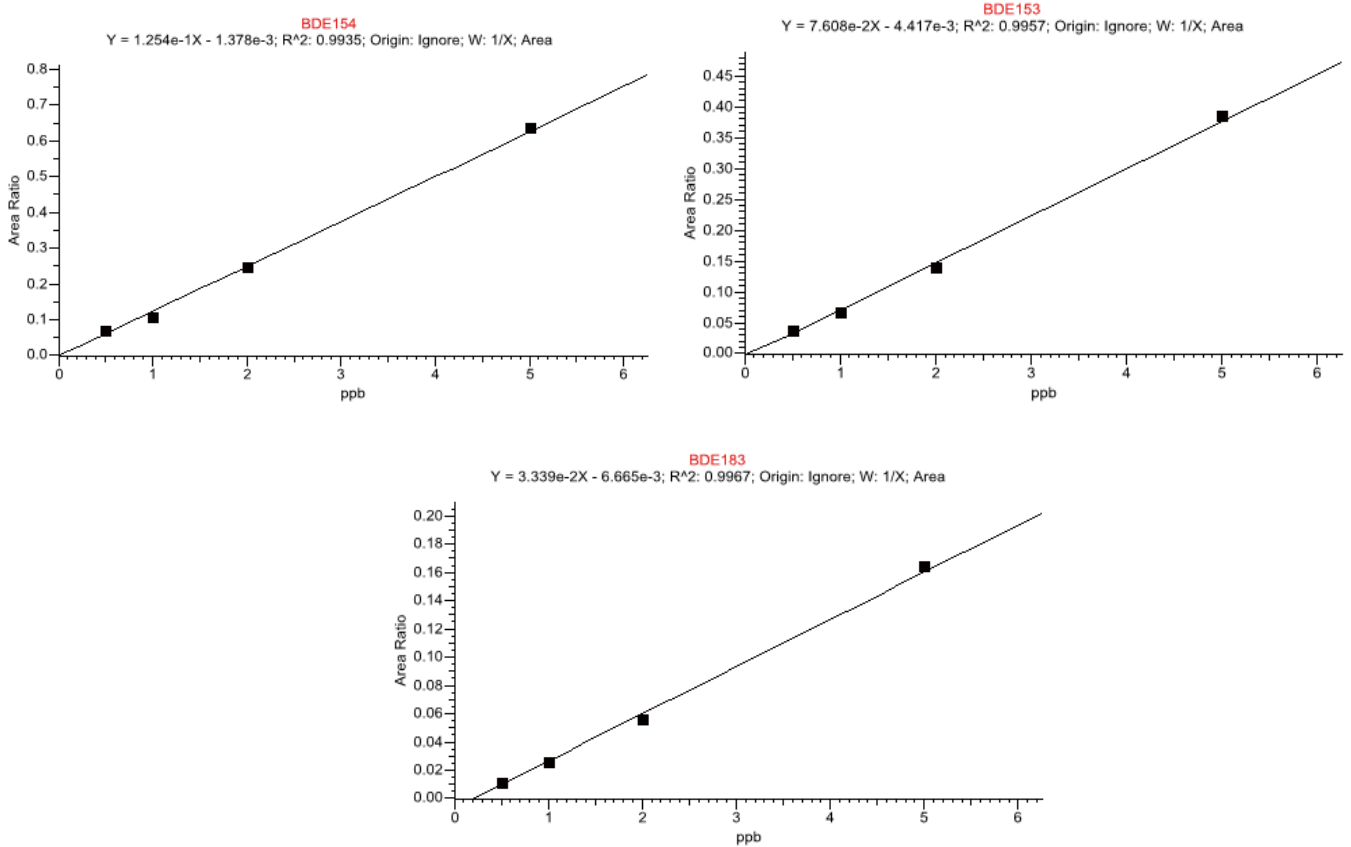 BDE154
Y = 1.254e-1X - 1.378e-3; R^2: 0.9935; Origin: Ignore; W: 1/X; Area
0.8
0.7
0.6
0.5
0.4
0.3
0.2
0.1
0.0
Area Ratio
0 1 2 3 4 5 6
ppb
BDE153
Y = 7.608e-2X - 4.417e-3; R^2: 0.9957; Origin: Ignore; W: 1/X; Area
0.45
0.40
0.35
0.30
0.25
0.20
0.15
0.10
0.05
0.00
Area Ratio
0 1 2 3 4 5 6
ppb
BDE183
Y = 3.339e-2X - 6.665e-3; R^2: 0.9967; Origin: Ignore; W: 1/X; Area
0.20
0.18
0.16
0.14
0.12
0.10
0.08
0.06
0.04
0.02
0.00
Area Ratio
0 1 2 3 4 5 6
ppb